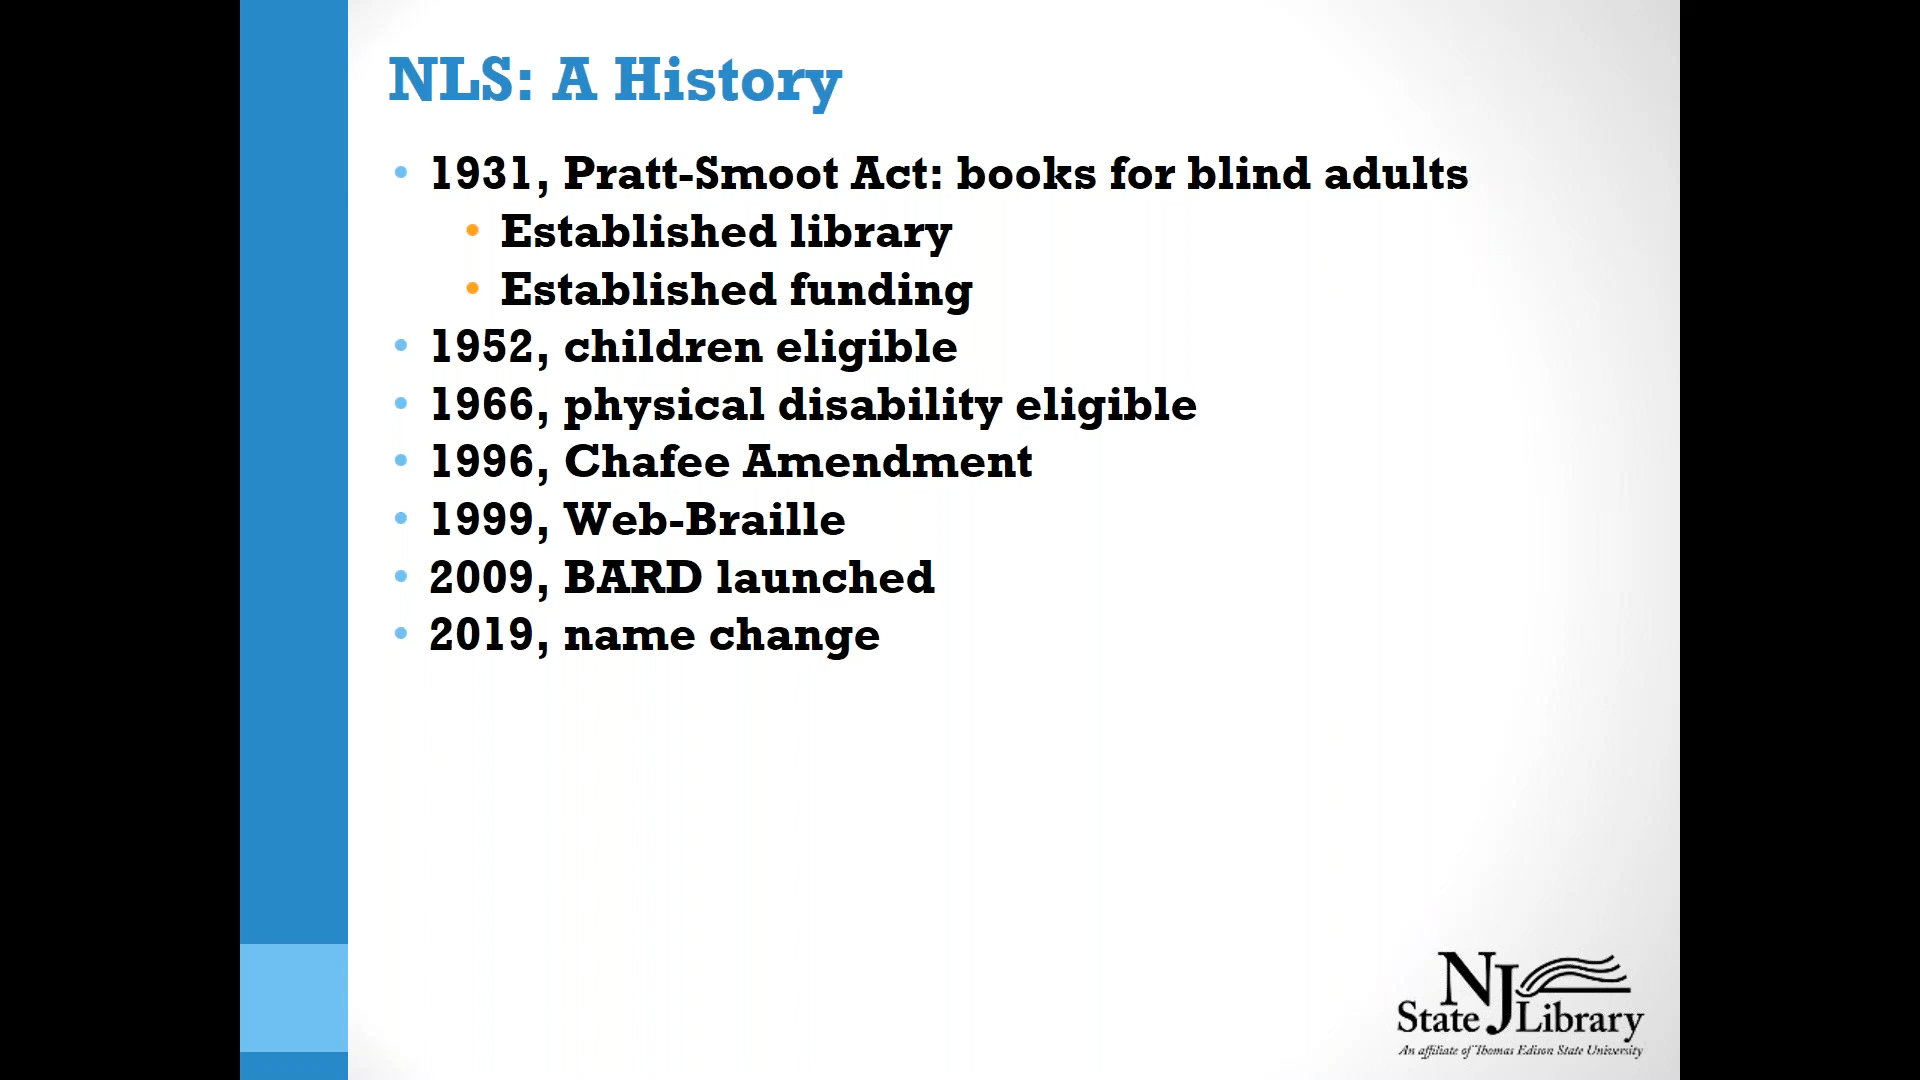 NLS: A History
• 1931, Pratt-Smoot Act: books for blind adults
• Established library
• Established funding
• 1952, children eligible
• 1966, physical disability eligible
• 1996, Chafee Amendment
• 1999, Web-Braille
• 2009, BARD launched
• 2019, name change
NJ
State Library
An affiliate of Thomas Edison State University